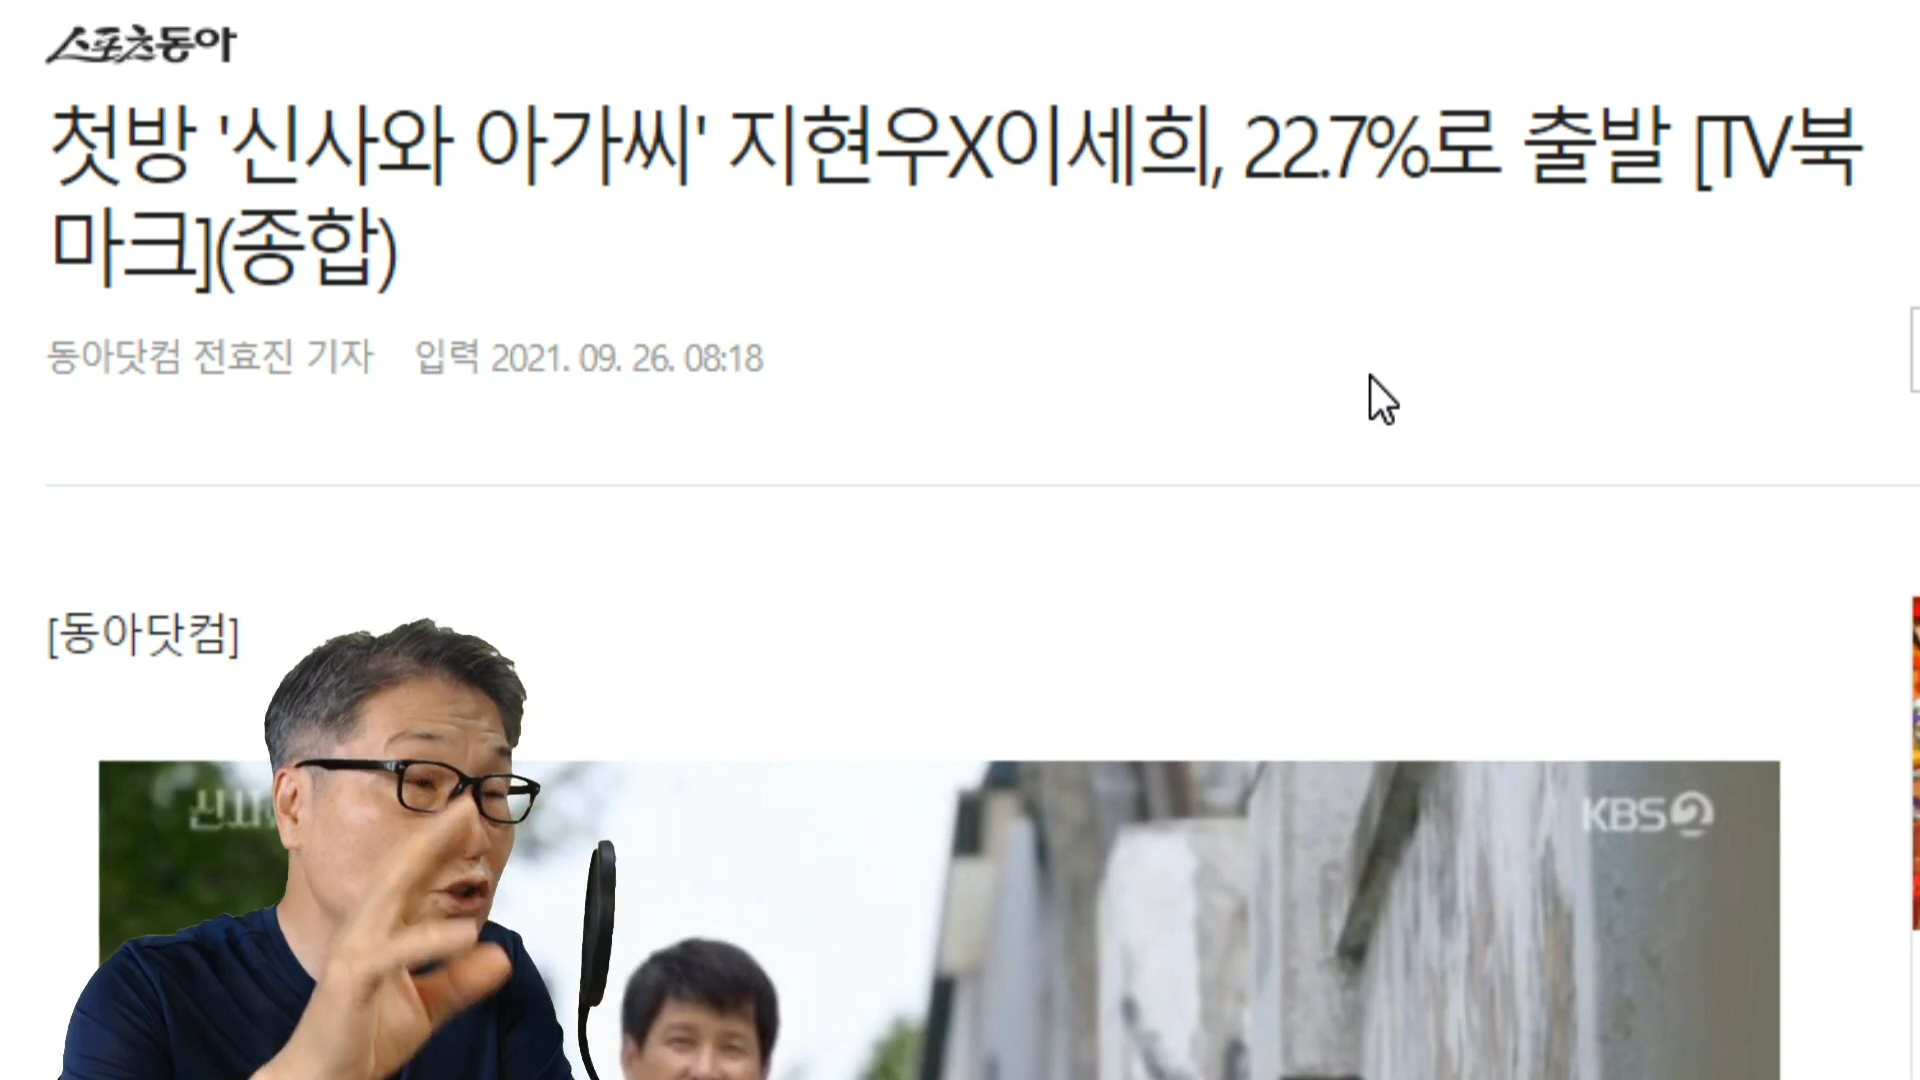 스포츠동아
첫방 '신사와 아가씨' 지현우X이세희, 22.7%로 출발 [TV북
마크](종합)
동아닷컴 전효진 기자 입력 2021. 09. 26. 08:18
[동아닷컴]
KBS2